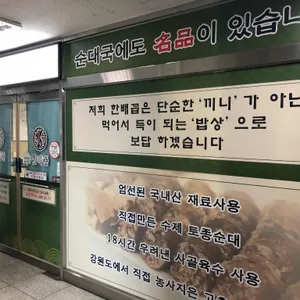 순대국에도 名品이 있습니
저희 한배곱은 단순한 '끼니' 가 아닌
먹어서 득이 되는 '밥상' 으로
보답 하겠습니다
엄선된 국내산 재료사용
직접만든 수제 토종순대
18시간 우려낸 사골육수 사용
강원도에서 직접 농사지은